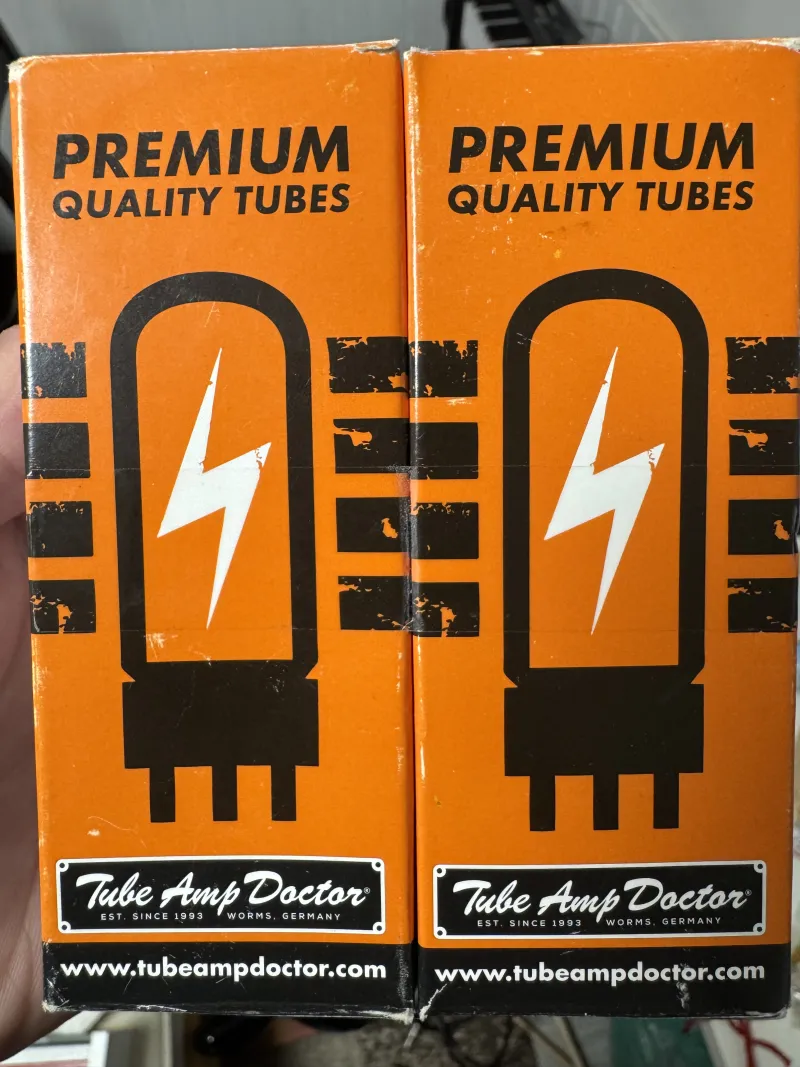 PREMIUM
QUALITY TUBES
Tube Amp Doctor®
EST. SINCE 1993 WORMS, GERMANY
www.tubeampdoctor.com
PREMIUM
QUALITY TUBES
Tube Amp Doctor®
EST. SINCE 1993 WORMS, GERMANY
www.tubeampdoctor.com